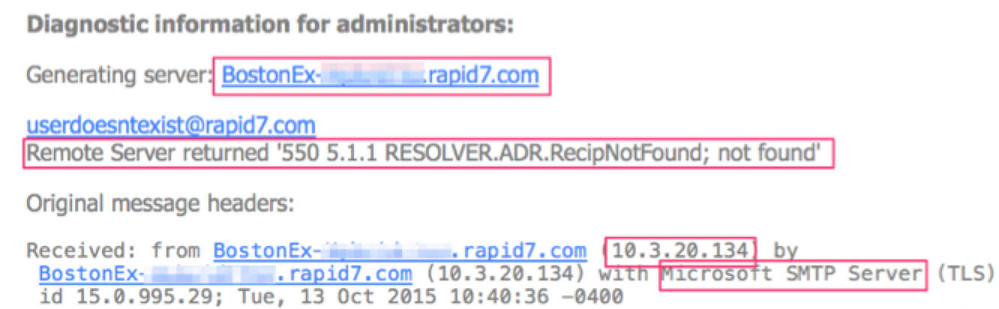 Diagnostic information for administrators:
Generating server: BostonEx- .rapid7.com
userdoesntexist@rapid7.com
Remote Server returned '550 5.1.1 RESOLVER.ADR.RecipNotFound; not found'
Original message headers:
Received: from BostonEx- .rapid7.com (10.3.20.134) by
BostonEx- .rapid7.com (10.3.20.134) with Microsoft SMTP Server (TLS)
id 15.0.995.29; Tue, 13 Oct 2015 10:40:36 -0400